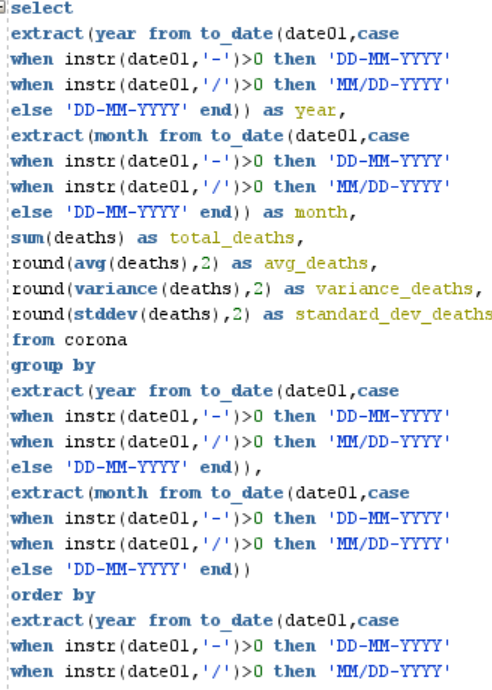 select
extract(year from to_date(date01,case
when instr(date01,'-')>0 then 'DD-MM-YYYY'
when instr(date01,'/')>0 then 'MM/DD-YYYY'
else 'DD-MM-YYYY' end)) as year,
extract(month from to_date(date01,case
when instr(date01,'-')>0 then 'DD-MM-YYYY'
when instr(date01,'/')>0 then 'MM/DD-YYYY'
else 'DD-MM-YYYY' end)) as month,
sum(deaths) as total_deaths,
round(avg(deaths),2) as avg_deaths,
round(variance(deaths),2) as variance_deaths,
round(stddev(deaths),2) as standard_dev_deaths
from corona
group by
extract(year from to_date(date01,case
when instr(date01,'-')>0 then 'DD-MM-YYYY'
when instr(date01,'/')>0 then 'MM/DD-YYYY'
else 'DD-MM-YYYY' end)),
extract(month from to_date(date01,case
when instr(date01,'-')>0 then 'DD-MM-YYYY'
when instr(date01,'/')>0 then 'MM/DD-YYYY'
else 'DD-MM-YYYY' end))
order by
extract(year from to_date(date01,case
when instr(date01,'-')>0 then 'DD-MM-YYYY'
when instr(date01,'/')>0 then 'MM/DD-YYYY'